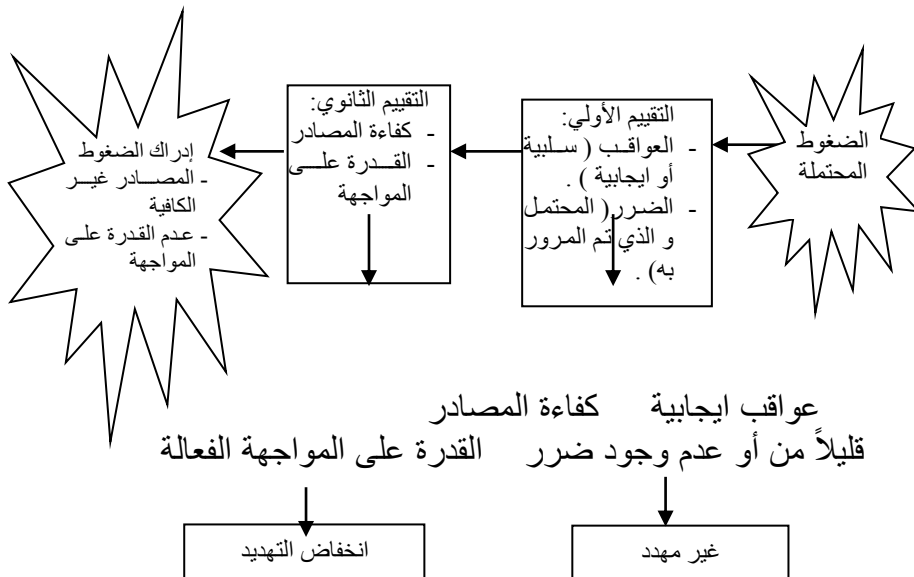 الضغوط
المحتملة
التقييم الأولي:
- العواقب ( سلبية
أو ايجابية ) .
- الضرر( المحتمل
و الذي تم المرور
به) .
التقييم الثانوي:
- كفاءة المصادر
- القدرة على
المواجهة
إدراك الضغوط
- المصادر غير
الكافية
- عدم القدرة على
المواجهة
عواقب ايجابية كفاءة المصادر
قليلاً من أو عدم وجود ضرر القدرة على المواجهة الفعالة
غير مهدد
انخفاض التهديد